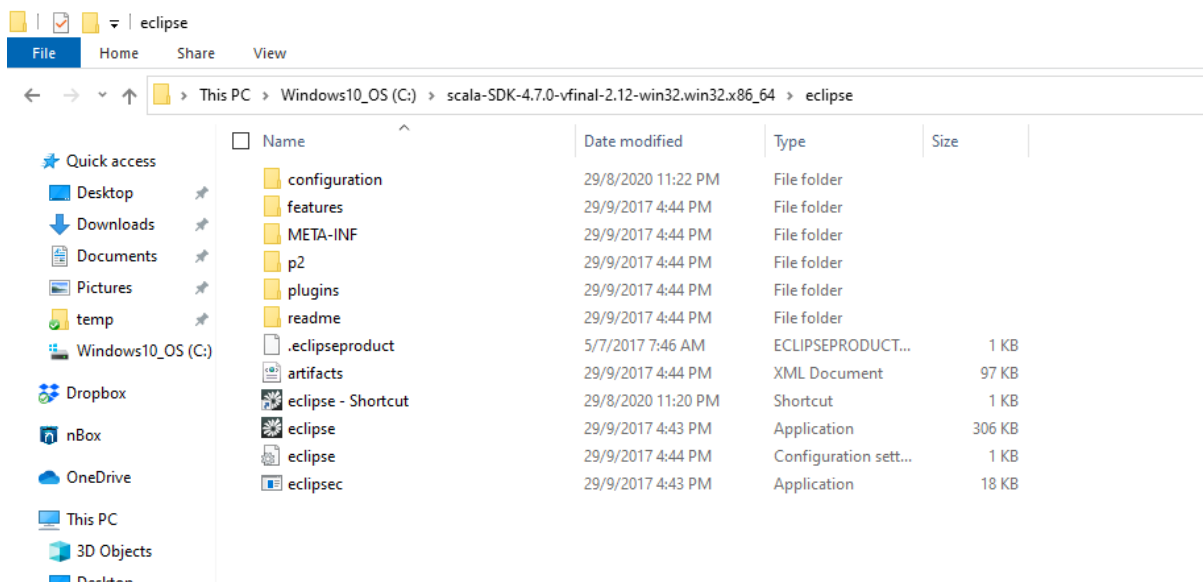 eclipse
File Home Share View
This PC > Windows10_OS (C:) > scala-SDK-4.7.0-vfinal-2.12-win32.win32.x86_64 > eclipse
Name Date modified Type Size
Quick access
Desktop
Downloads
Documents
Pictures
temp
Windows10_OS (C:)
Dropbox
nBox
OneDrive
This PC
3D Objects
Desktop
configuration 29/8/2020 11:22 PM File folder
features 29/9/2017 4:44 PM File folder
META-INF 29/9/2017 4:44 PM File folder
p2 29/9/2017 4:44 PM File folder
plugins 29/9/2017 4:44 PM File folder
readme 29/9/2017 4:44 PM File folder
.eclipseproduct 5/7/2017 7:46 AM ECLIPSEPRODUCT... 1 KB
artifacts 29/9/2017 4:44 PM XML Document 97 KB
eclipse - Shortcut 29/8/2020 11:20 PM Shortcut 1 KB
eclipse 29/9/2017 4:43 PM Application 306 KB
eclipse 29/9/2017 4:44 PM Configuration sett... 1 KB
eclipsec 29/9/2017 4:43 PM Application 18 KB